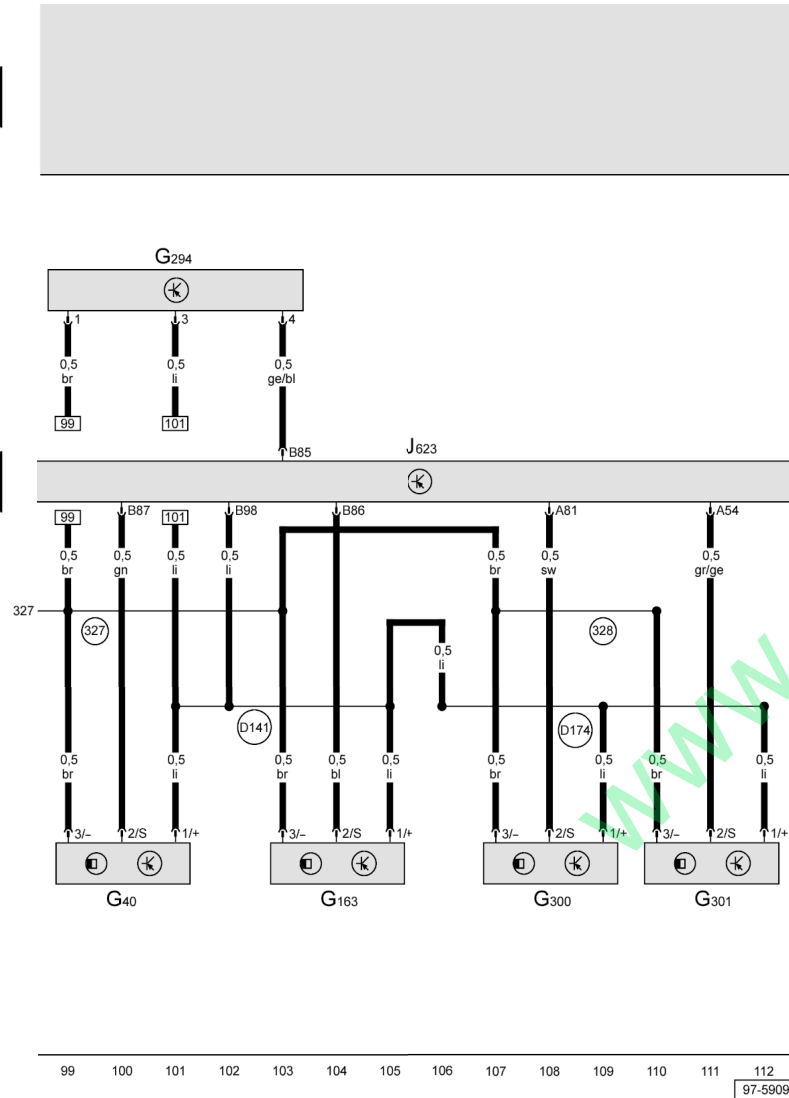 G294
1 3 4
0,5 0,5 0,5
br li ge/bl
99 101
B85 J623
99 B87 101 B98 B86 A81 A54
0,5 0,5 0,5 0,5 0,5 0,5 0,5
br gn li li br sw gr/ge
327 327 328
0,5
li
D141 D174
0,5 0,5 0,5 0,5 0,5 0,5 0,5 0,5 0,5
br li br bl li br li br li
3/– 2/S 1/+ 3/– 2/S 1/+ 3/– 2/S 1/+ 3/– 2/S 1/+
G40 G163 G300 G301
99 100 101 102 103 104 105 106 107 108 109 110 111 112
97-5909
www